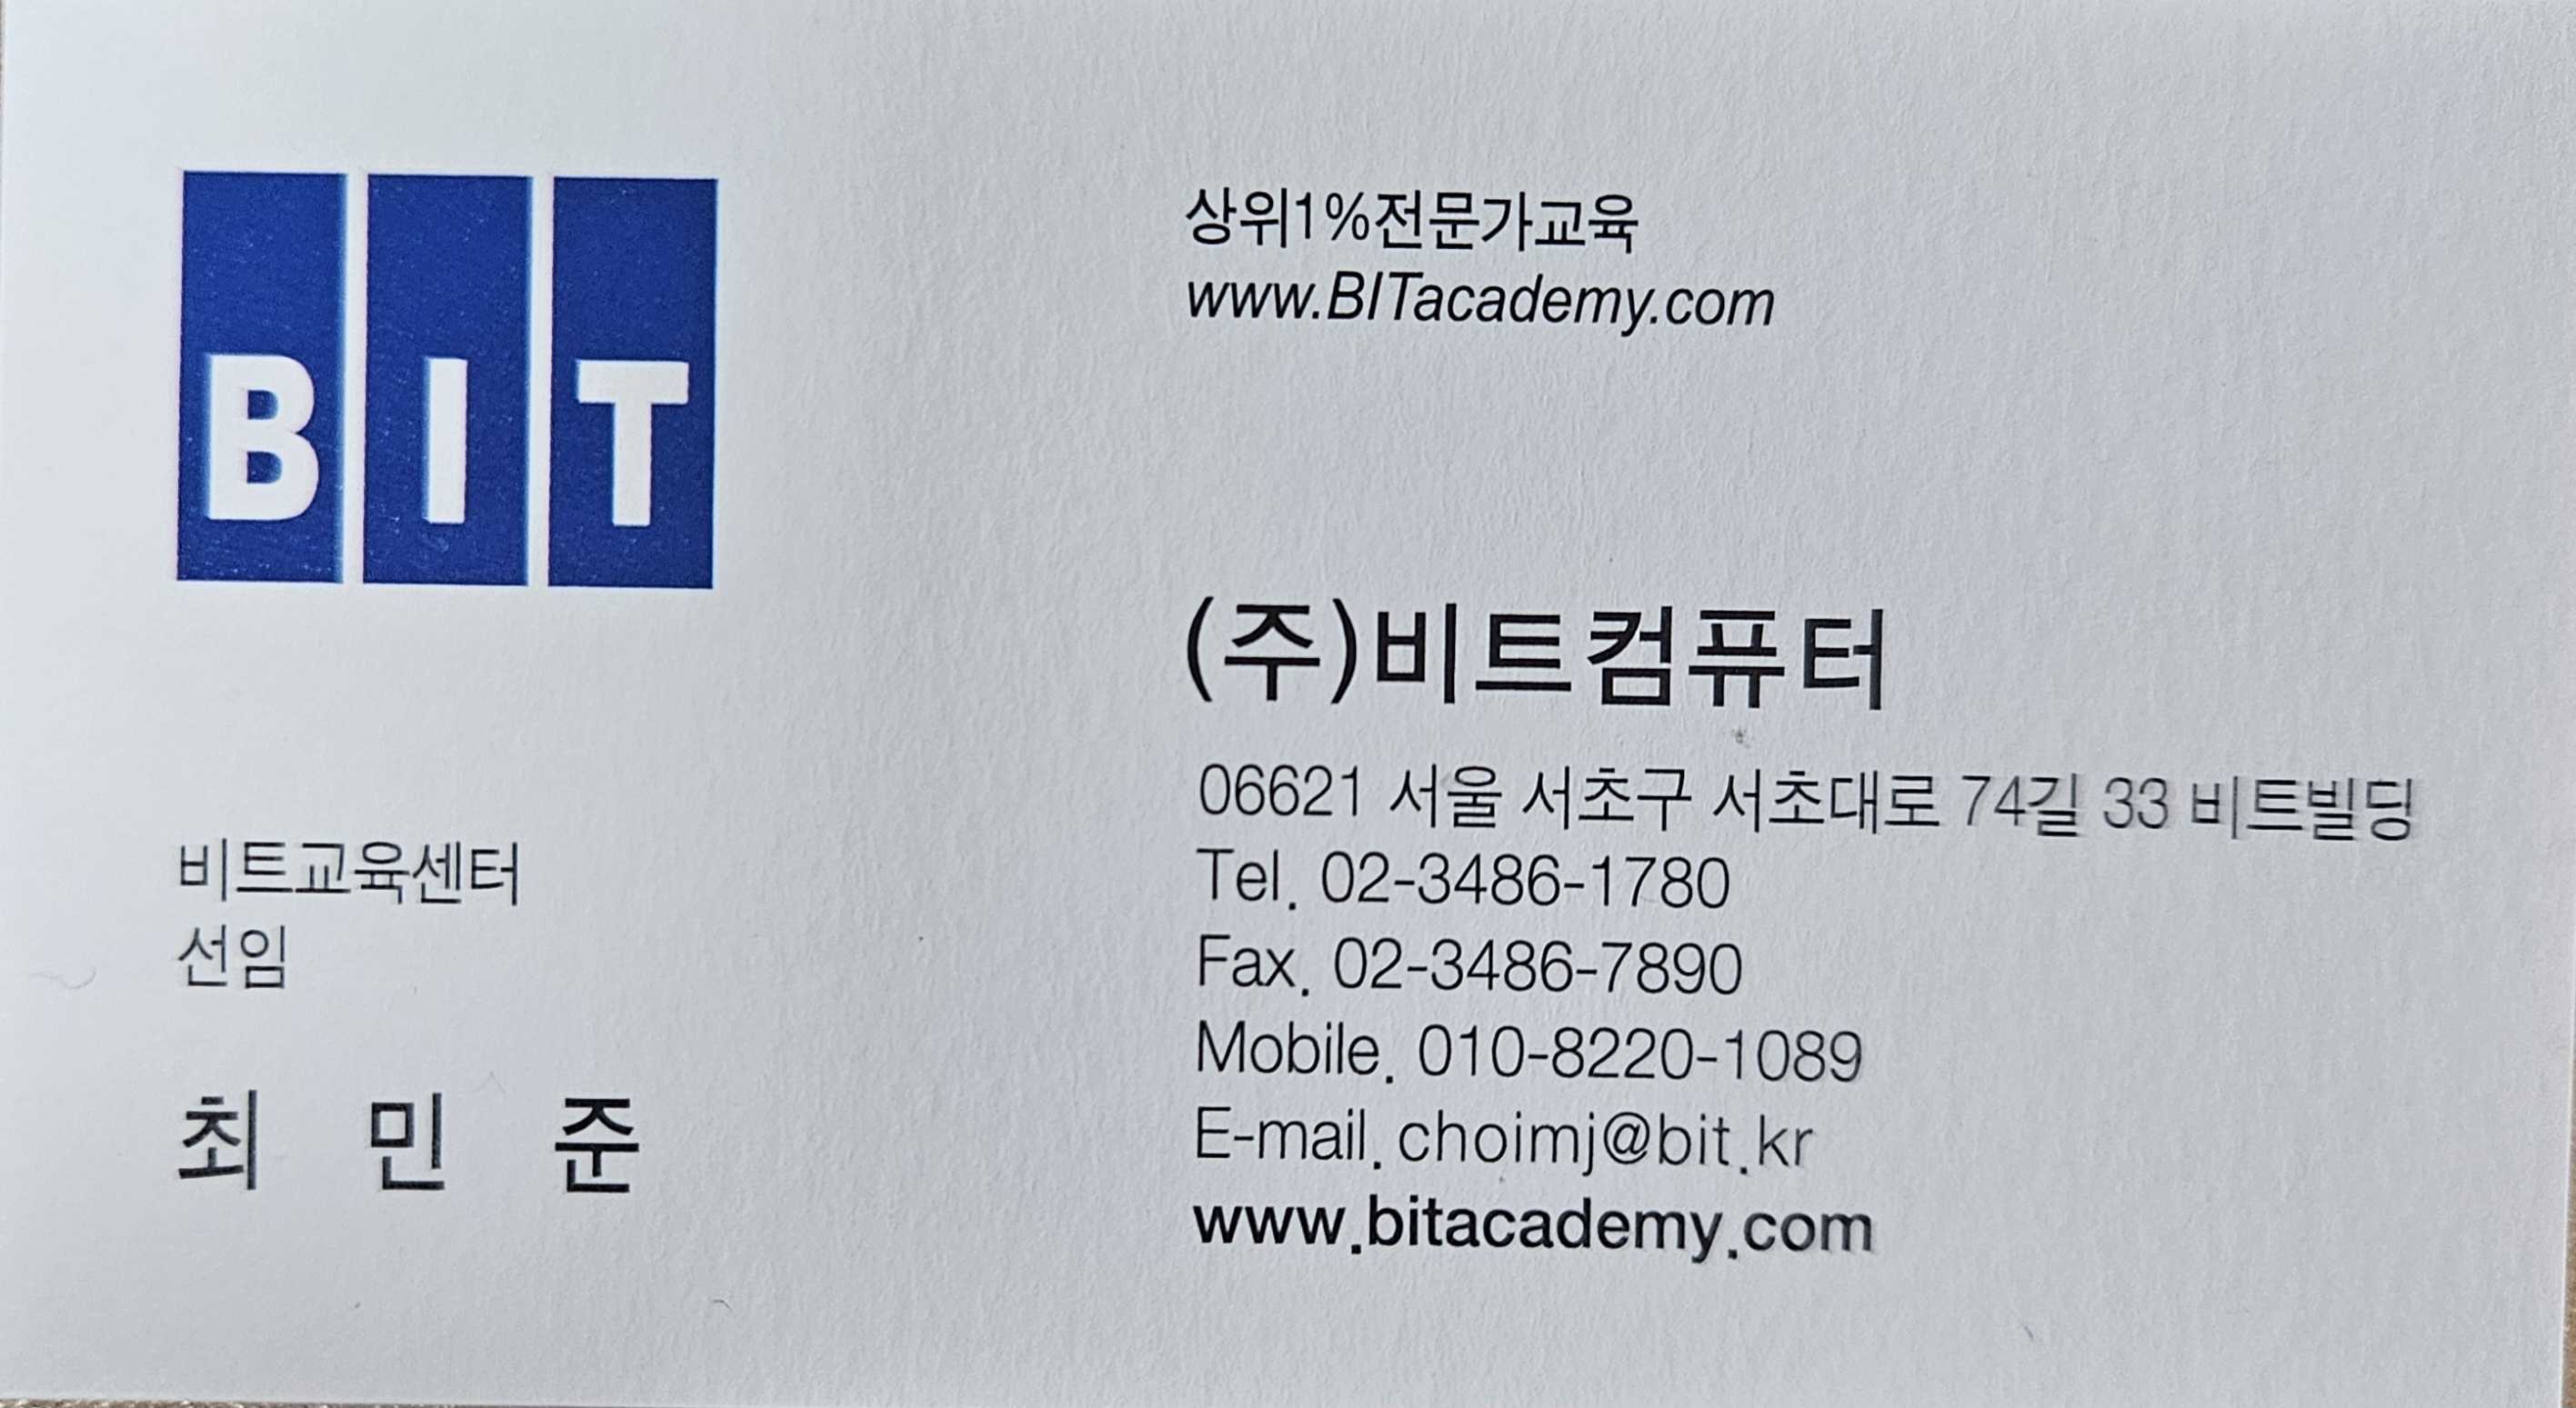 BIT
상위1%전문가교육
www.BITacademy.com
(주)비트컴퓨터
06621 서울 서초구 서초대로 74길 33 비트빌딩
Tel. 02-3486-1780
Fax. 02-3486-7890
Mobile. 010-8220-1089
E-mail. choimj@bit.kr
www.bitacademy.com
비트교육센터
선임
최 민 준